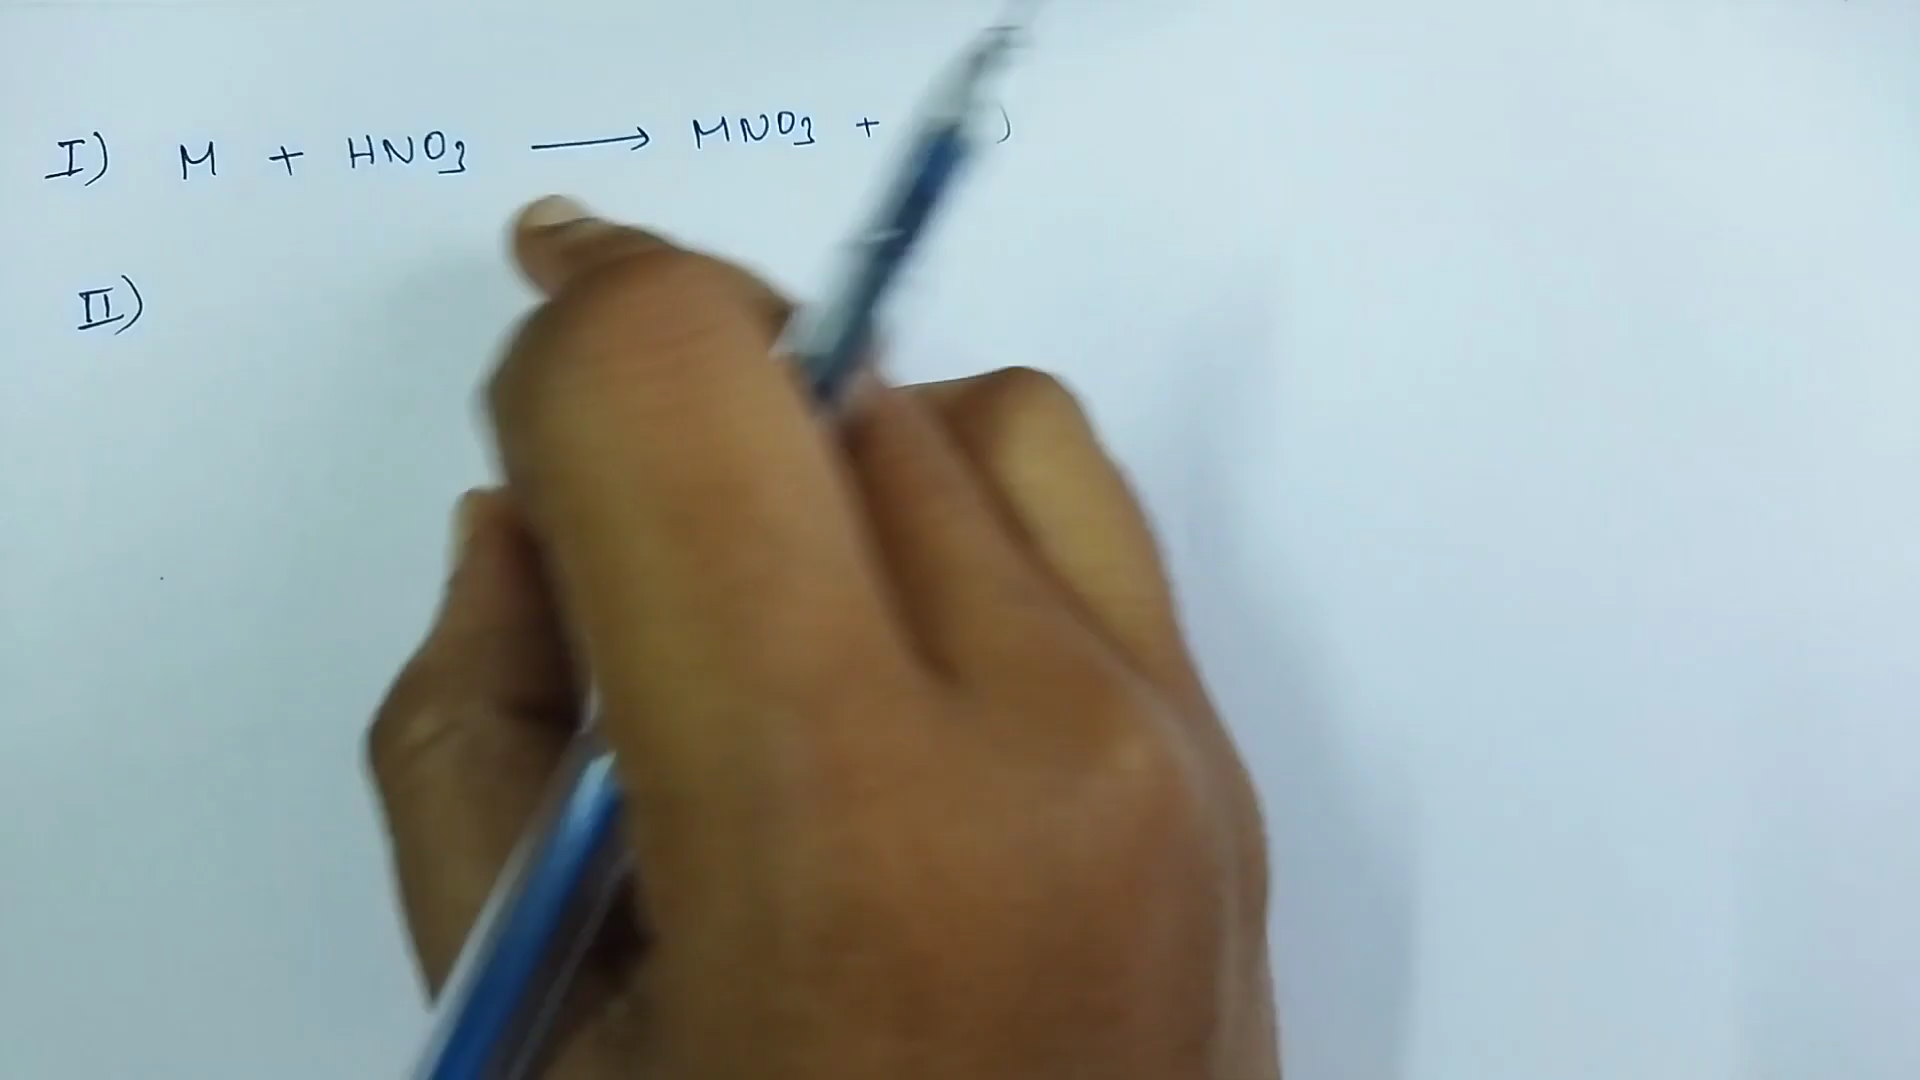 I) M + HNO3 ⟶ MNO3 + )
II)